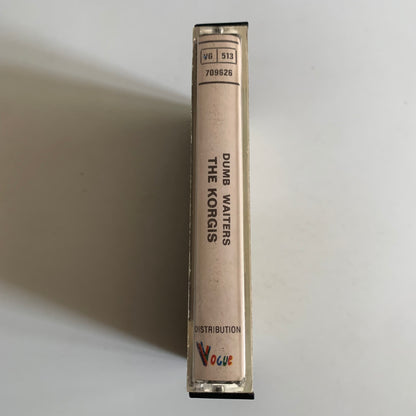 VG 513
709626
DUMB WAITERS
THE KORGIS
DISTRIBUTION
VOGUE